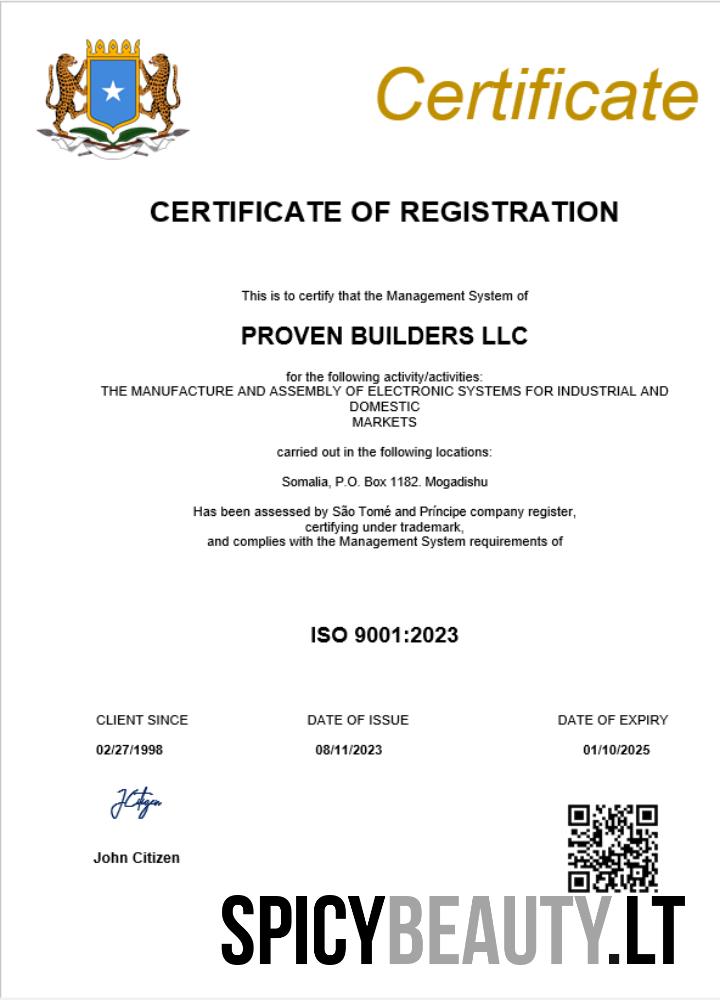 Certificate
CERTIFICATE OF REGISTRATION
This is to certify that the Management System of
PROVEN BUILDERS LLC
for the following activity/activities:
THE MANUFACTURE AND ASSEMBLY OF ELECTRONIC SYSTEMS FOR INDUSTRIAL AND
DOMESTIC
MARKETS
carried out in the following locations:
Somalia, P.O. Box 1182. Mogadishu
Has been assessed by São Tomé and Príncipe company register,
certifying under trademark,
and complies with the Management System requirements of
ISO 9001:2023
CLIENT SINCE DATE OF ISSUE DATE OF EXPIRY
02/27/1998 08/11/2023 01/10/2025
JCitizen
John Citizen
SPICYBEAUTY.LT